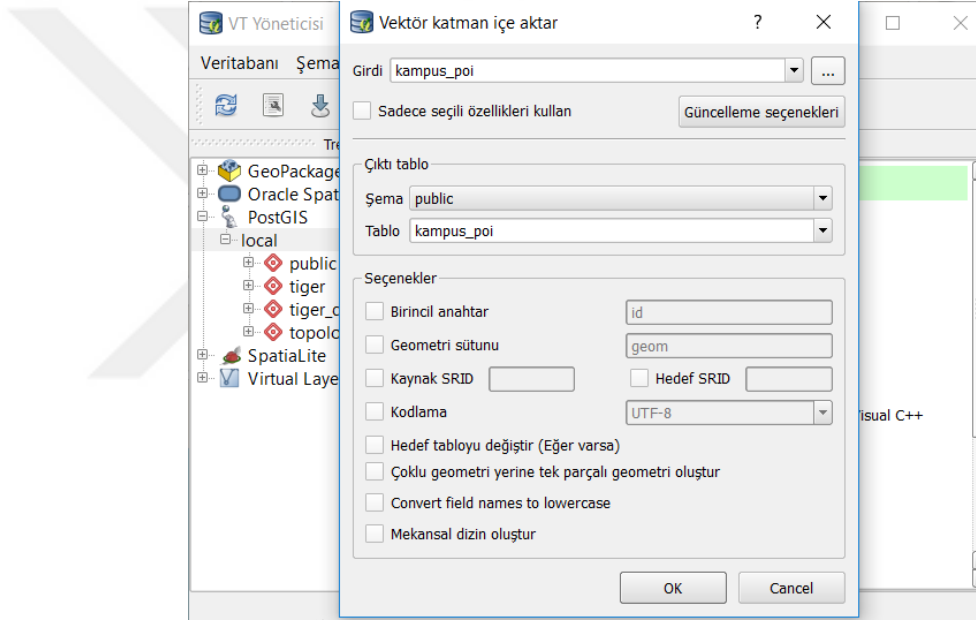 VT Yöneticisi
Vektör katman içe aktar
?
Veritabanı Şema
Girdi kampus_poi ...
Sadece seçili özellikleri kullan Güncelleme seçenekleri
GeoPackage
Oracle Spat
PostGIS
local
public
tiger
tiger_c
topolo
SpatiaLite
Virtual Laye
Çıktı tablo
Şema public
Tablo kampus_poi
Seçenekler
Birincil anahtar id
Geometri sütunu geom
Kaynak SRID Hedef SRID
Kodlama UTF-8
Hedef tabloyu değiştir (Eğer varsa)
Çoklu geometri yerine tek parçalı geometri oluştur
Convert field names to lowercase
Mekansal dizin oluştur
OK Cancel
isual C++